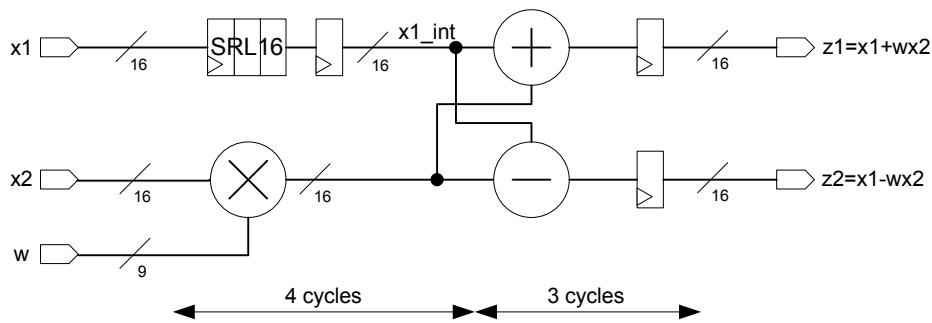 x1
16
SRL16
16
x1_int
+
16
z1=x1+wx2
x2
16
×
16
−
16
z2=x1-wx2
w
9
4 cycles
3 cycles